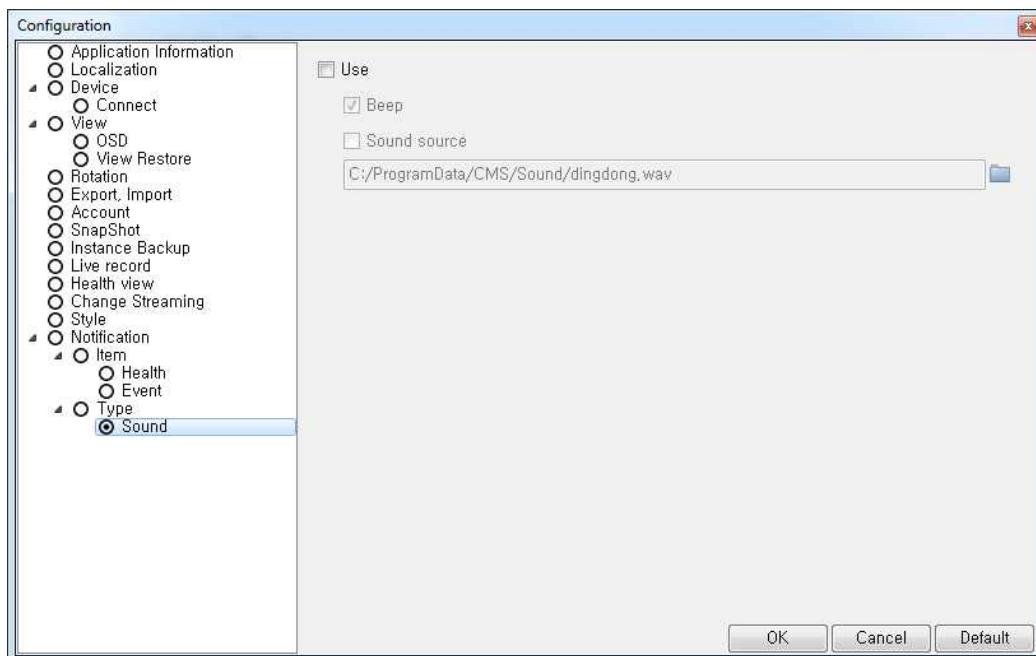 Configuration
Application Information
Localization
Device
Connect
View
OSD
View Restore
Rotation
Export, Import
Account
SnapShot
Instance Backup
Live record
Health view
Change Streaming
Style
Notification
Item
Health
Event
Type
Sound
Use
Beep
Sound source
C:/ProgramData/CMS/Sound/dingdong.wav
OK
Cancel
Default